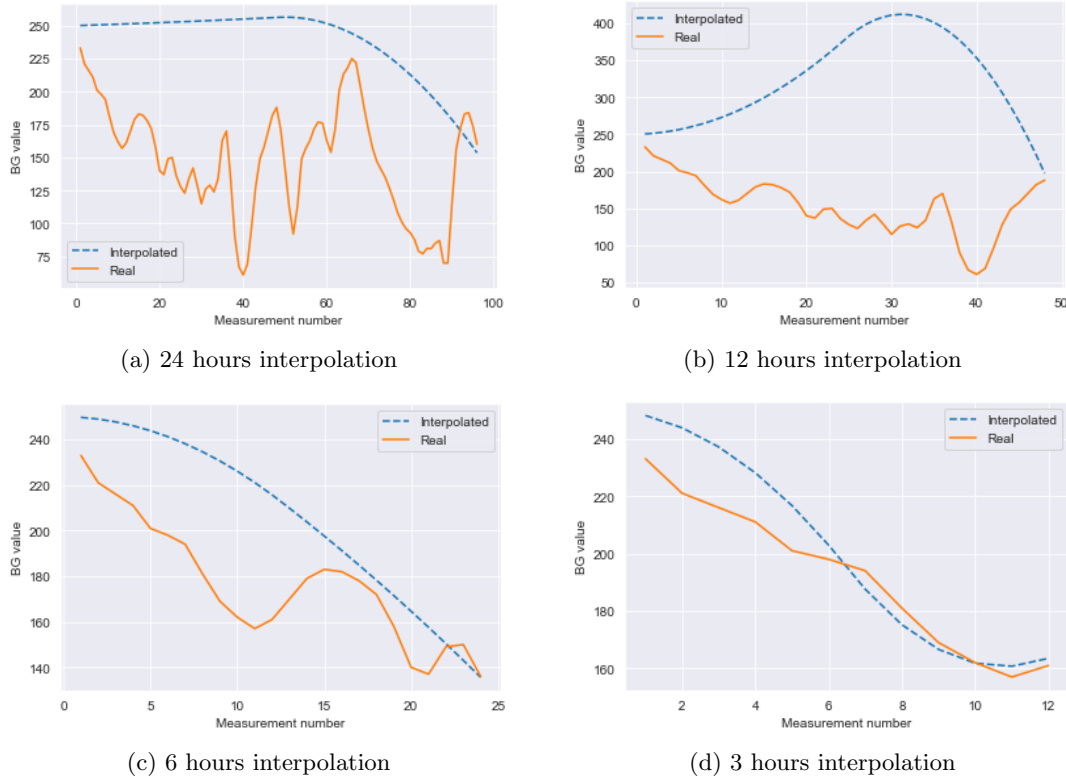 250
225
200
175
150
125
100
75
BG value
Interpolated
Real
0
20
40
60
80
100
Measurement number
(a) 24 hours interpolation
400
350
300
250
200
150
100
50
BG value
Interpolated
Real
0
10
20
30
40
50
Measurement number
(b) 12 hours interpolation
240
220
200
180
160
140
BG value
Interpolated
Real
0
5
10
15
20
25
Measurement number
(c) 6 hours interpolation
240
220
200
180
160
BG value
Interpolated
Real
2
4
6
8
10
12
Measurement number
(d) 3 hours interpolation